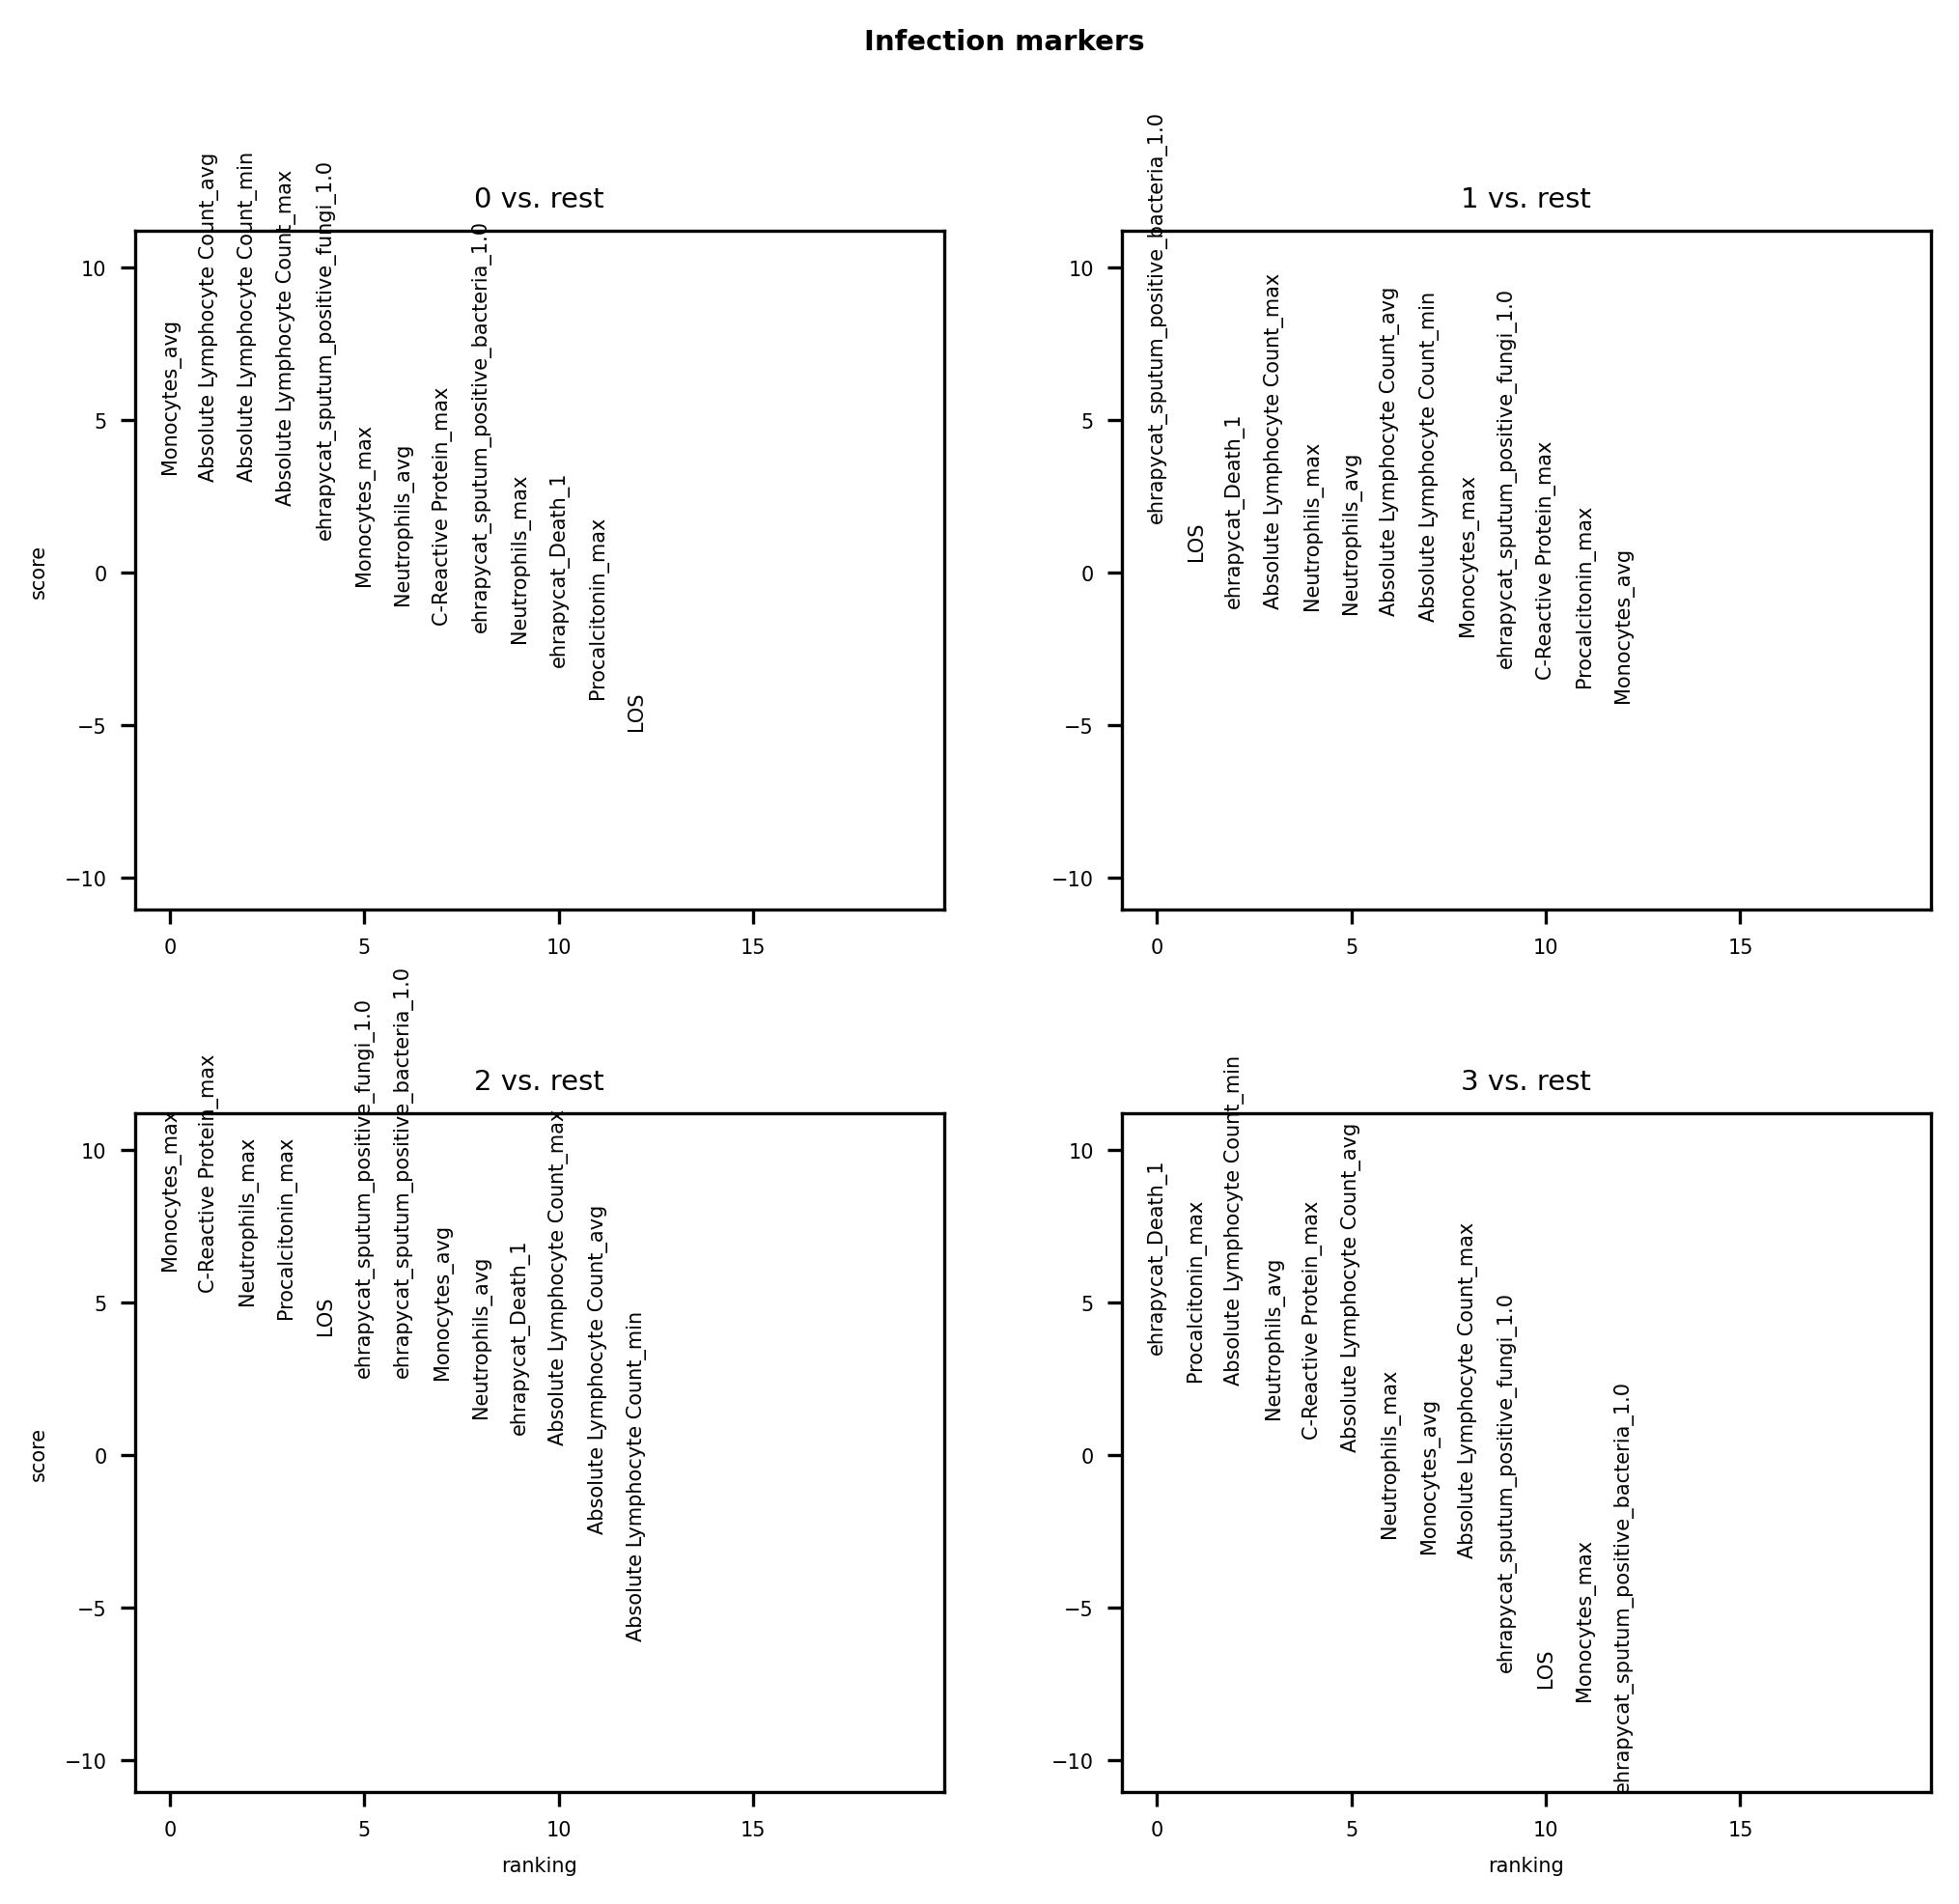 Infection markers
0 vs. rest
score
10
5
0
−5
−10
Monocytes_avg
Absolute Lymphocyte Count_avg
Absolute Lymphocyte Count_min
Absolute Lymphocyte Count_max
ehrapycat_sputum_positive_fungi_1.0
Monocytes_max
Neutrophils_avg
C-Reactive Protein_max
ehrapycat_sputum_positive_bacteria_1.0
Neutrophils_max
ehrapycat_Death_1
Procalcitonin_max
LOS
0 5 10 15
1 vs. rest
10
5
0
−5
−10
ehrapycat_sputum_positive_bacteria_1.0
LOS
ehrapycat_Death_1
Absolute Lymphocyte Count_max
Neutrophils_max
Neutrophils_avg
Absolute Lymphocyte Count_avg
Absolute Lymphocyte Count_min
Monocytes_max
ehrapycat_sputum_positive_fungi_1.0
C-Reactive Protein_max
Procalcitonin_max
Monocytes_avg
0 5 10 15
2 vs. rest
score
10
5
0
−5
−10
Monocytes_max
C-Reactive Protein_max
Neutrophils_max
Procalcitonin_max
LOS
ehrapycat_sputum_positive_fungi_1.0
ehrapycat_sputum_positive_bacteria_1.0
Monocytes_avg
Neutrophils_avg
ehrapycat_Death_1
Absolute Lymphocyte Count_max
Absolute Lymphocyte Count_avg
Absolute Lymphocyte Count_min
0 5 10 15
ranking
3 vs. rest
10
5
0
−5
−10
ehrapycat_Death_1
Procalcitonin_max
Absolute Lymphocyte Count_min
Neutrophils_avg
C-Reactive Protein_max
Absolute Lymphocyte Count_avg
Neutrophils_max
Monocytes_avg
Absolute Lymphocyte Count_max
ehrapycat_sputum_positive_fungi_1.0
LOS
Monocytes_max
ehrapycat_sputum_positive_bacteria_1.0
0 5 10 15
ranking